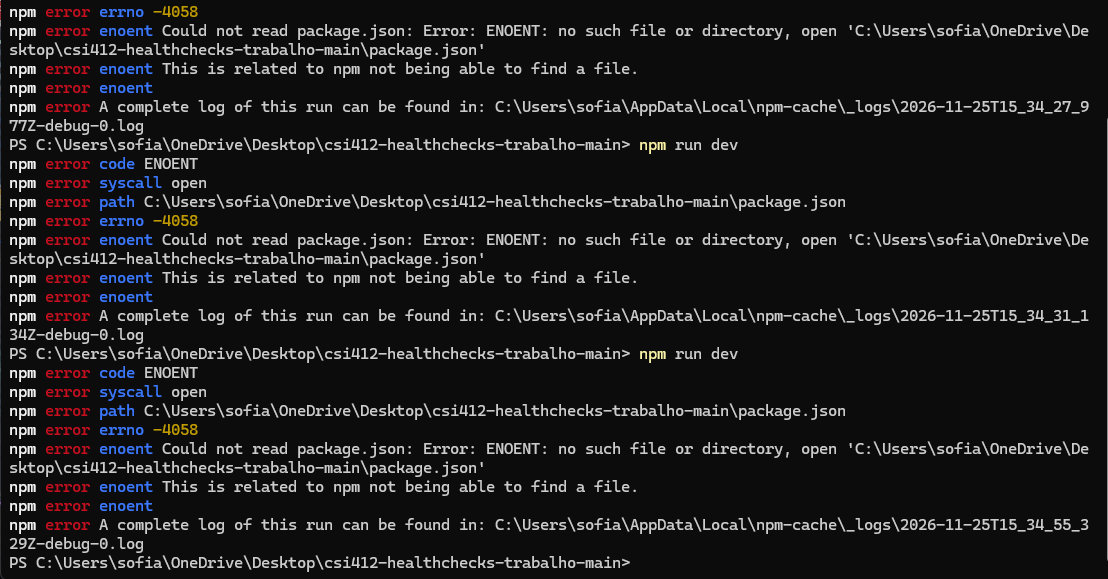 npm error errno -4058
npm error enoent Could not read package.json: Error: ENOENT: no such file or directory, open 'C:\Users\sofia\OneDrive\De
sktop\csi412-healthchecks-trabalho-main\package.json'
npm error enoent This is related to npm not being able to find a file.
npm error enoent
npm error A complete log of this run can be found in: C:\Users\sofia\AppData\Local\npm-cache\_logs\2026-11-25T15_34_27_9
77Z-debug-0.log
PS C:\Users\sofia\OneDrive\Desktop\csi412-healthchecks-trabalho-main> npm run dev
npm error code ENOENT
npm error syscall open
npm error path C:\Users\sofia\OneDrive\Desktop\csi412-healthchecks-trabalho-main\package.json
npm error errno -4058
npm error enoent Could not read package.json: Error: ENOENT: no such file or directory, open 'C:\Users\sofia\OneDrive\De
sktop\csi412-healthchecks-trabalho-main\package.json'
npm error enoent This is related to npm not being able to find a file.
npm error enoent
npm error A complete log of this run can be found in: C:\Users\sofia\AppData\Local\npm-cache\_logs\2026-11-25T15_34_31_1
34Z-debug-0.log
PS C:\Users\sofia\OneDrive\Desktop\csi412-healthchecks-trabalho-main> npm run dev
npm error code ENOENT
npm error syscall open
npm error path C:\Users\sofia\OneDrive\Desktop\csi412-healthchecks-trabalho-main\package.json
npm error errno -4058
npm error enoent Could not read package.json: Error: ENOENT: no such file or directory, open 'C:\Users\sofia\OneDrive\De
sktop\csi412-healthchecks-trabalho-main\package.json'
npm error enoent This is related to npm not being able to find a file.
npm error enoent
npm error A complete log of this run can be found in: C:\Users\sofia\AppData\Local\npm-cache\_logs\2026-11-25T15_34_55_3
29Z-debug-0.log
PS C:\Users\sofia\OneDrive\Desktop\csi412-healthchecks-trabalho-main>